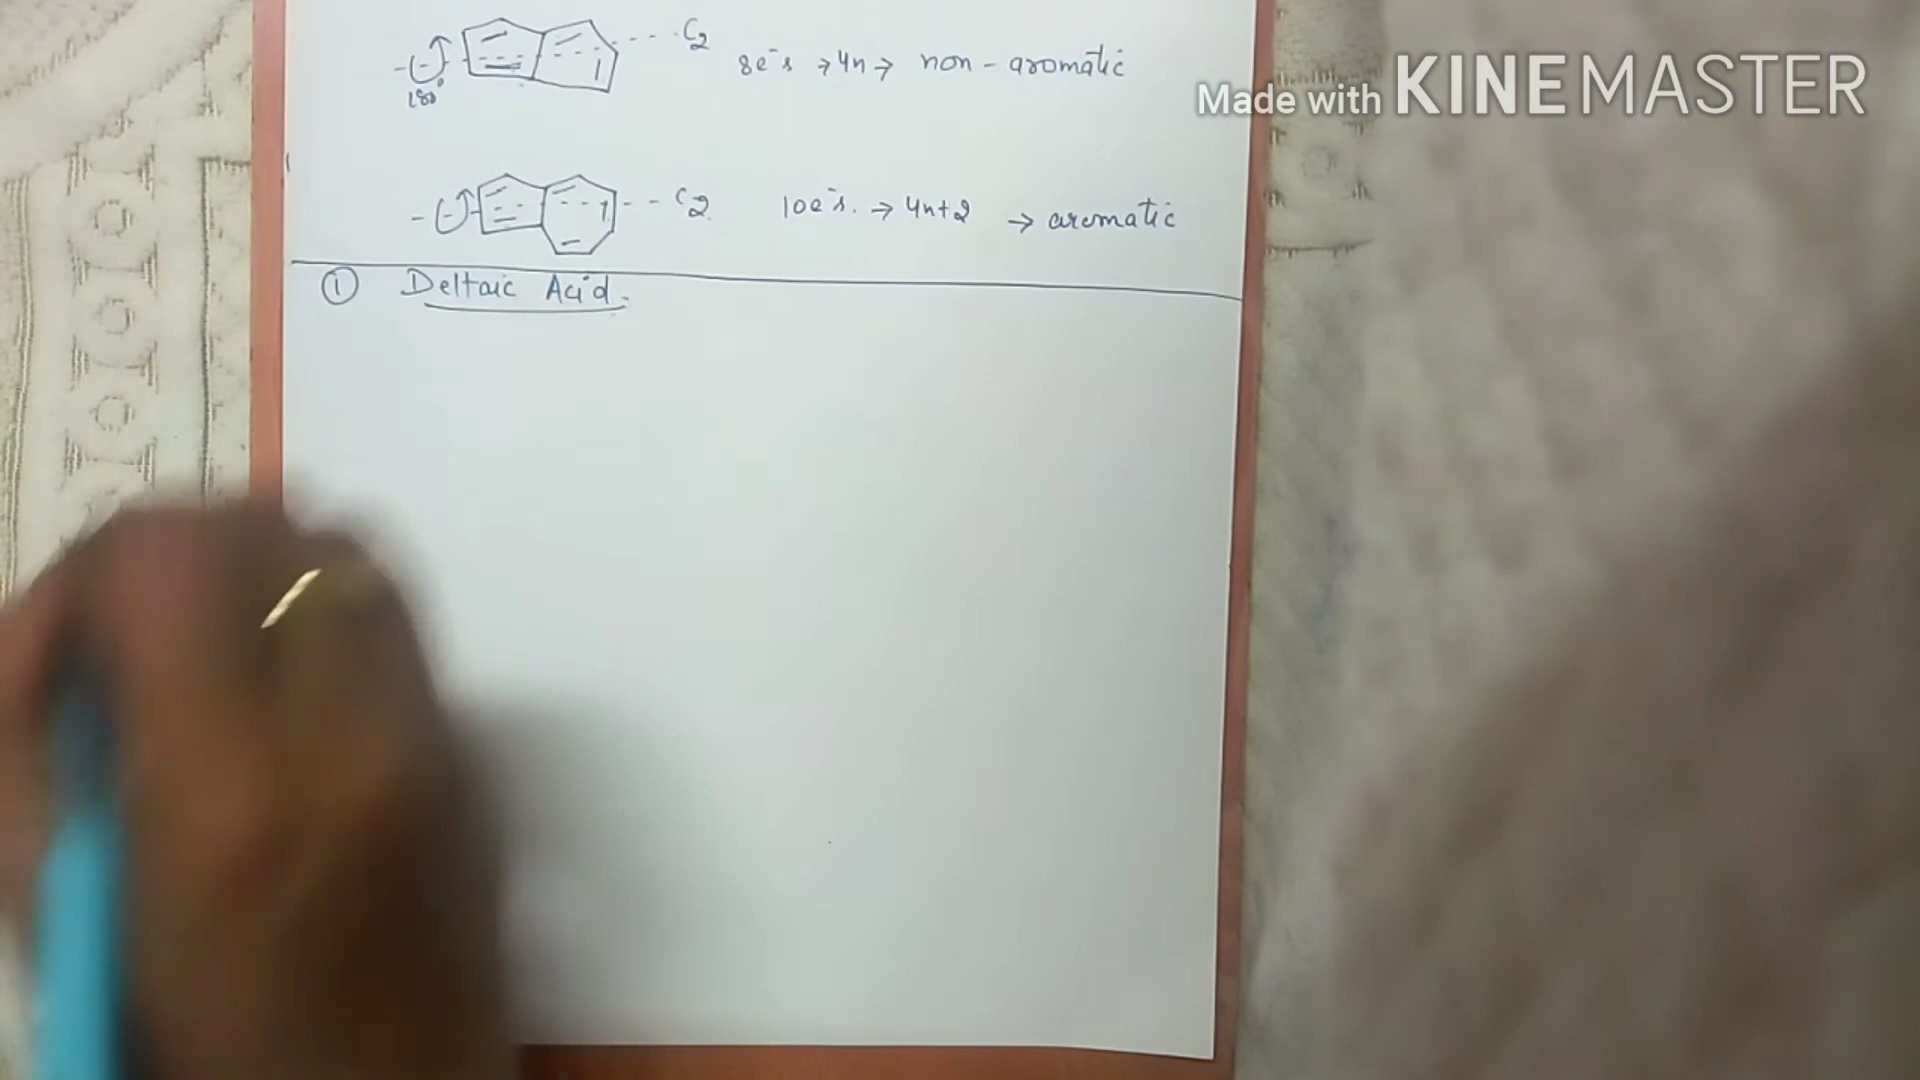 C2
180°
8e⁻s → 4n → non-aromatic
Made with KINEMASTER
C2
10e⁻s. → 4n+2 → aromatic
① Deltaic Acid.